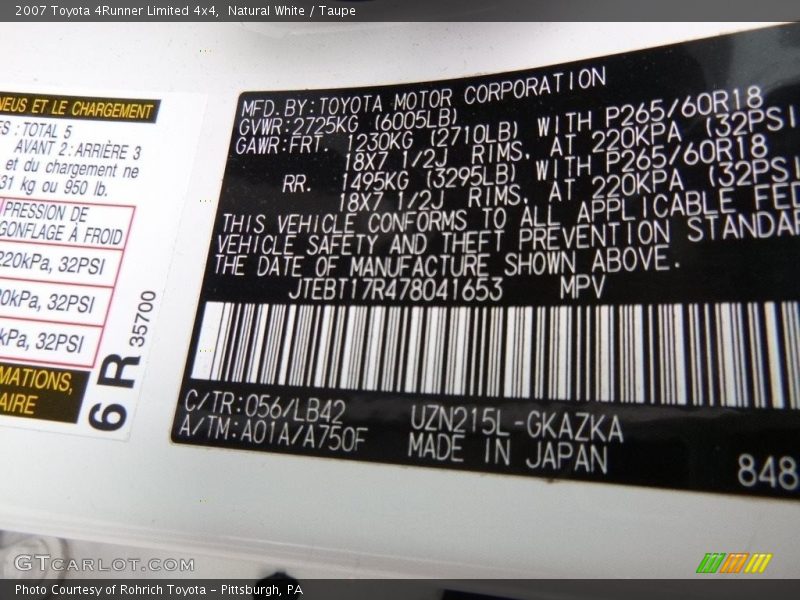 2007 Toyota 4Runner Limited 4x4, Natural White / Taupe
NEUS ET LE CHARGEMENT
ES : TOTAL 5
AVANT 2 : ARRIÈRE 3
et du chargement ne
31 kg ou 950 lb.
PRESSION DE
GONFLAGE À FROID
220kPa, 32PSI
20kPa, 32PSI
kPa, 32PSI
MATIONS,
AIRE
6R
35700
MFD. BY: TOYOTA MOTOR CORPORATION
GVWR: 2725KG (6005LB)
GAWR: FRT. 1230KG (2710LB) WITH P265/60R18
18X7 1/2J RIMS, AT 220KPA (32PSI
RR. 1495KG (3295LB) WITH P265/60R18
18X7 1/2J RIMS, AT 220KPA (32PSI
THIS VEHICLE CONFORMS TO ALL APPLICABLE FED
VEHICLE SAFETY AND THEFT PREVENTION STANDAR
THE DATE OF MANUFACTURE SHOWN ABOVE.
JTEBT17R478041653 MPV
C/TR: 056/LB42 UZN215L-GKAZKA
A/TM: A01A/A750F MADE IN JAPAN
848
GTCARLOT.COM
Photo Courtesy of Rohrich Toyota - Pittsburgh, PA